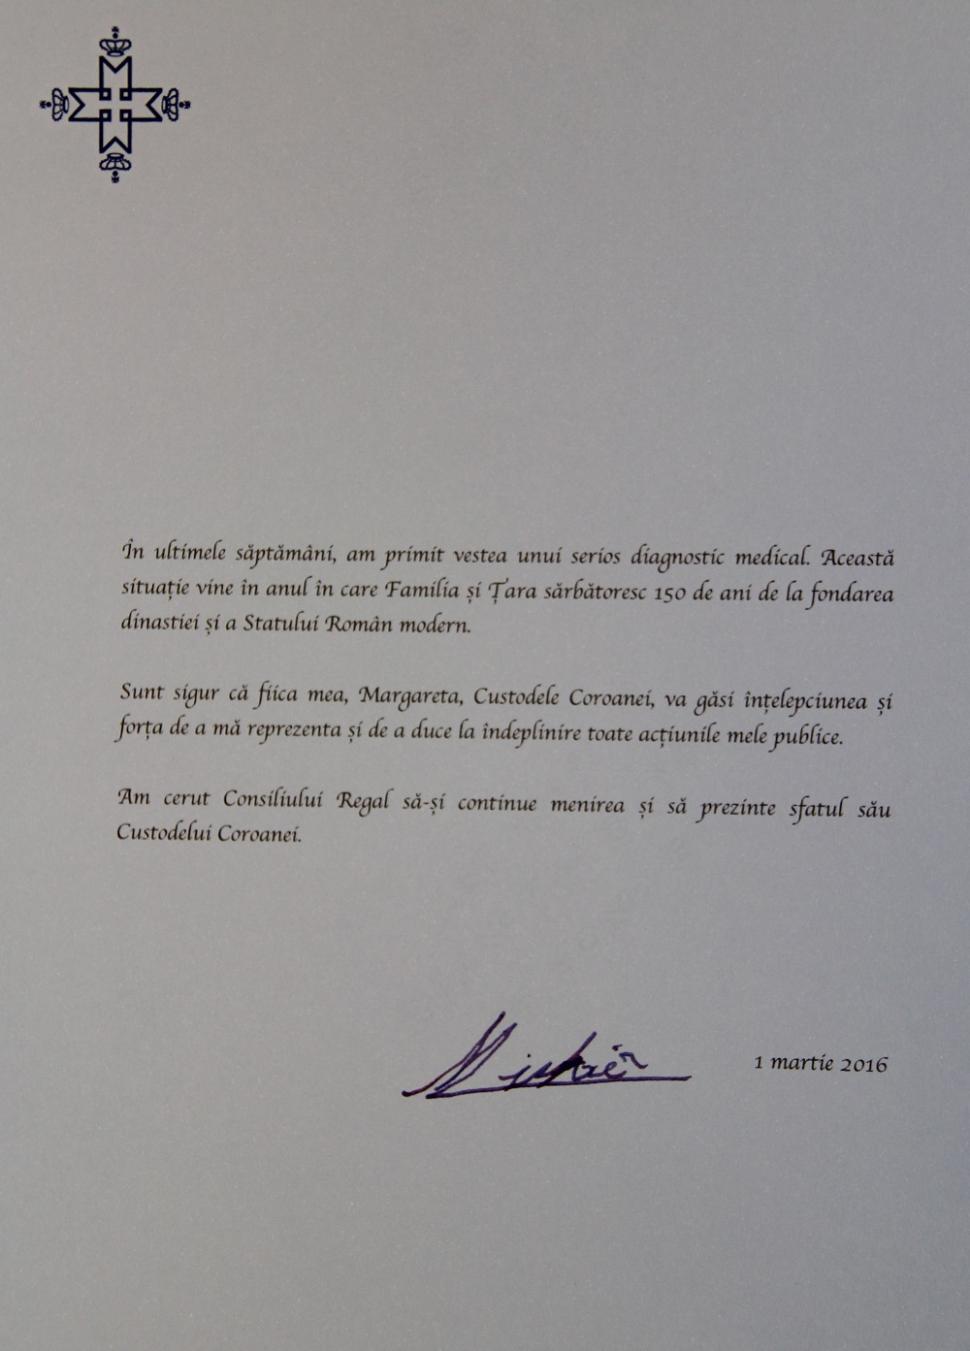 În ultimele săptămâni, am primit vestea unui serios diagnostic medical. Această
situație vine în anul în care Familia și Țara sărbătoresc 150 de ani de la fondarea
dinastiei și a Statului Român modern.
Sunt sigur că fiica mea, Margareta, Custodele Coroanei, va găsi înțelepciunea și
forța de a mă reprezenta și de a duce la îndeplinire toate acțiunile mele publice.
Am cerut Consiliului Regal să-și continue menirea și să prezinte sfatul său
Custodelui Coroanei.
Mihai R 1 martie 2016